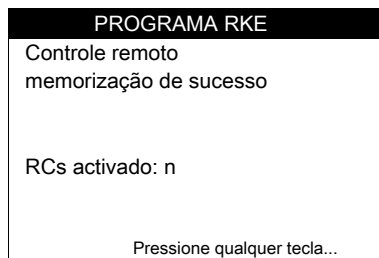 PROGRAMA RKE
Controle remoto
memorização de sucesso
RCs activado: n
Pressione qualquer tecla...